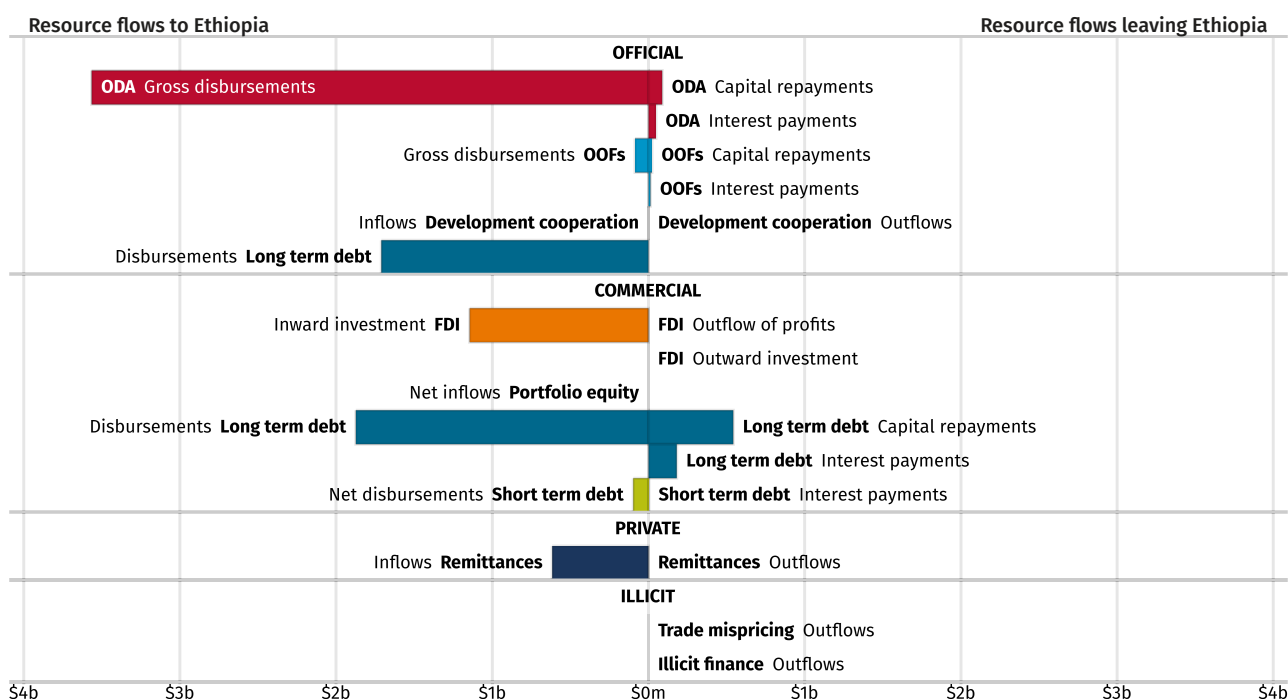 Resource flows to Ethiopia Resource flows leaving Ethiopia
OFFICIAL
ODA Gross disbursements ODA Capital repayments
ODA Interest payments
Gross disbursements OOFs OOFs Capital repayments
OOFs Interest payments
Inflows Development cooperation Development cooperation Outflows
Disbursements Long term debt
COMMERCIAL
Inward investment FDI FDI Outflow of profits
FDI Outward investment
Net inflows Portfolio equity
Disbursements Long term debt Long term debt Capital repayments
Long term debt Interest payments
Net disbursements Short term debt Short term debt Interest payments
PRIVATE
Inflows Remittances Remittances Outflows
ILLICIT
Trade mispricing Outflows
Illicit finance Outflows
$4b $3b $2b $1b $0m $1b $2b $3b $4b